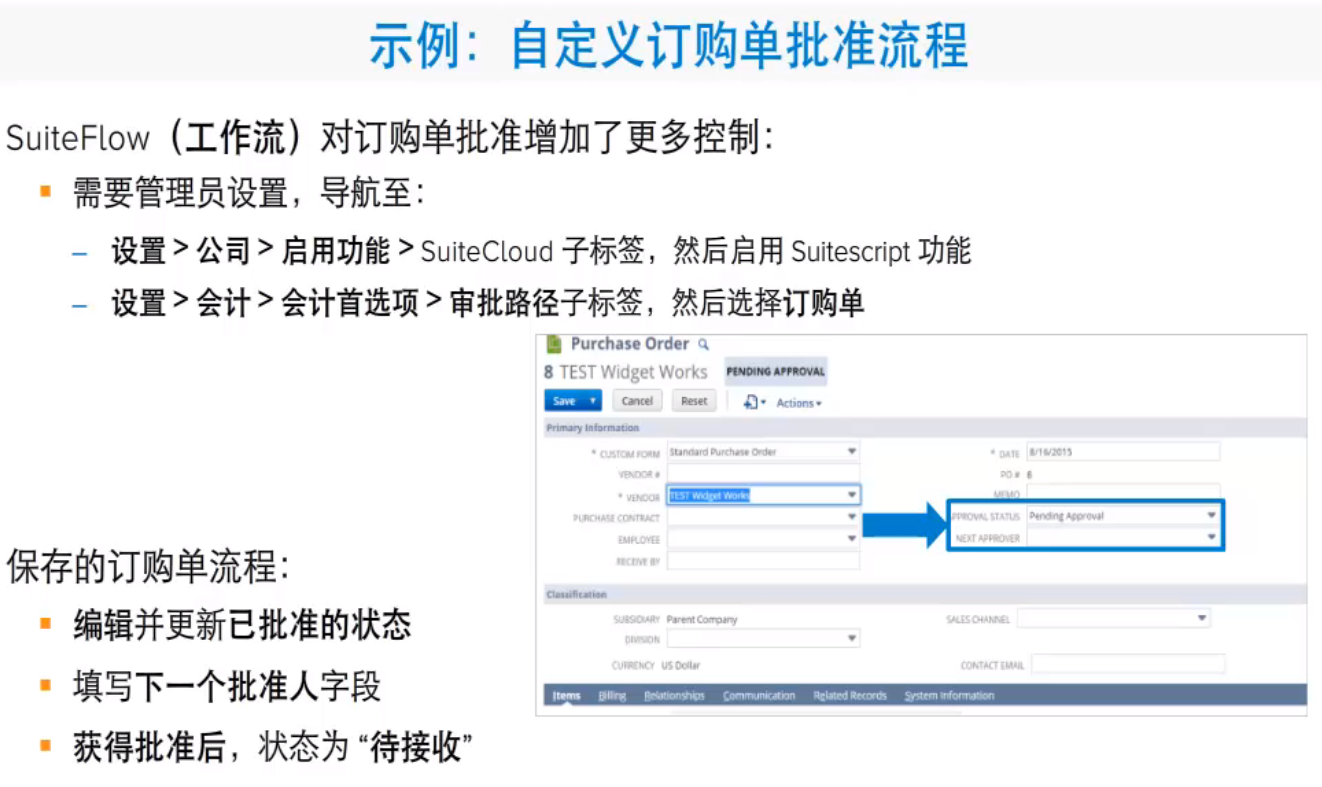 示例：自定义订购单批准流程
SuiteFlow（工作流）对订购单批准增加了更多控制：
▪ 需要管理员设置，导航至：
– 设置 > 公司 > 启用功能 > SuiteCloud 子标签，然后启用 Suitescript 功能
– 设置 > 会计 > 会计首选项 > 审批路径子标签，然后选择订购单
Purchase Order
8 TEST Widget Works PENDING APPROVAL
Save Cancel Reset Actions
Primary Information
* CUSTOM FORM Standard Purchase Order
VENDOR #
* VENDOR TEST Widget Works
PURCHASE CONTRACT
EMPLOYEE
RECEIVE BY
* DATE 8/16/2015
PO # 6
MEMO
PPROVAL STATUS Pending Approval
NEXT APPROVER
Classification
SUBSIDIARY Parent Company
DIVISION
CURRENCY US Dollar
SALES CHANNEL
CONTACT EMAIL
Items Billing Relationships Communication Related Records System Information
保存的订购单流程：
▪ 编辑并更新已批准的状态
▪ 填写下一个批准人字段
▪ 获得批准后，状态为 “待接收”